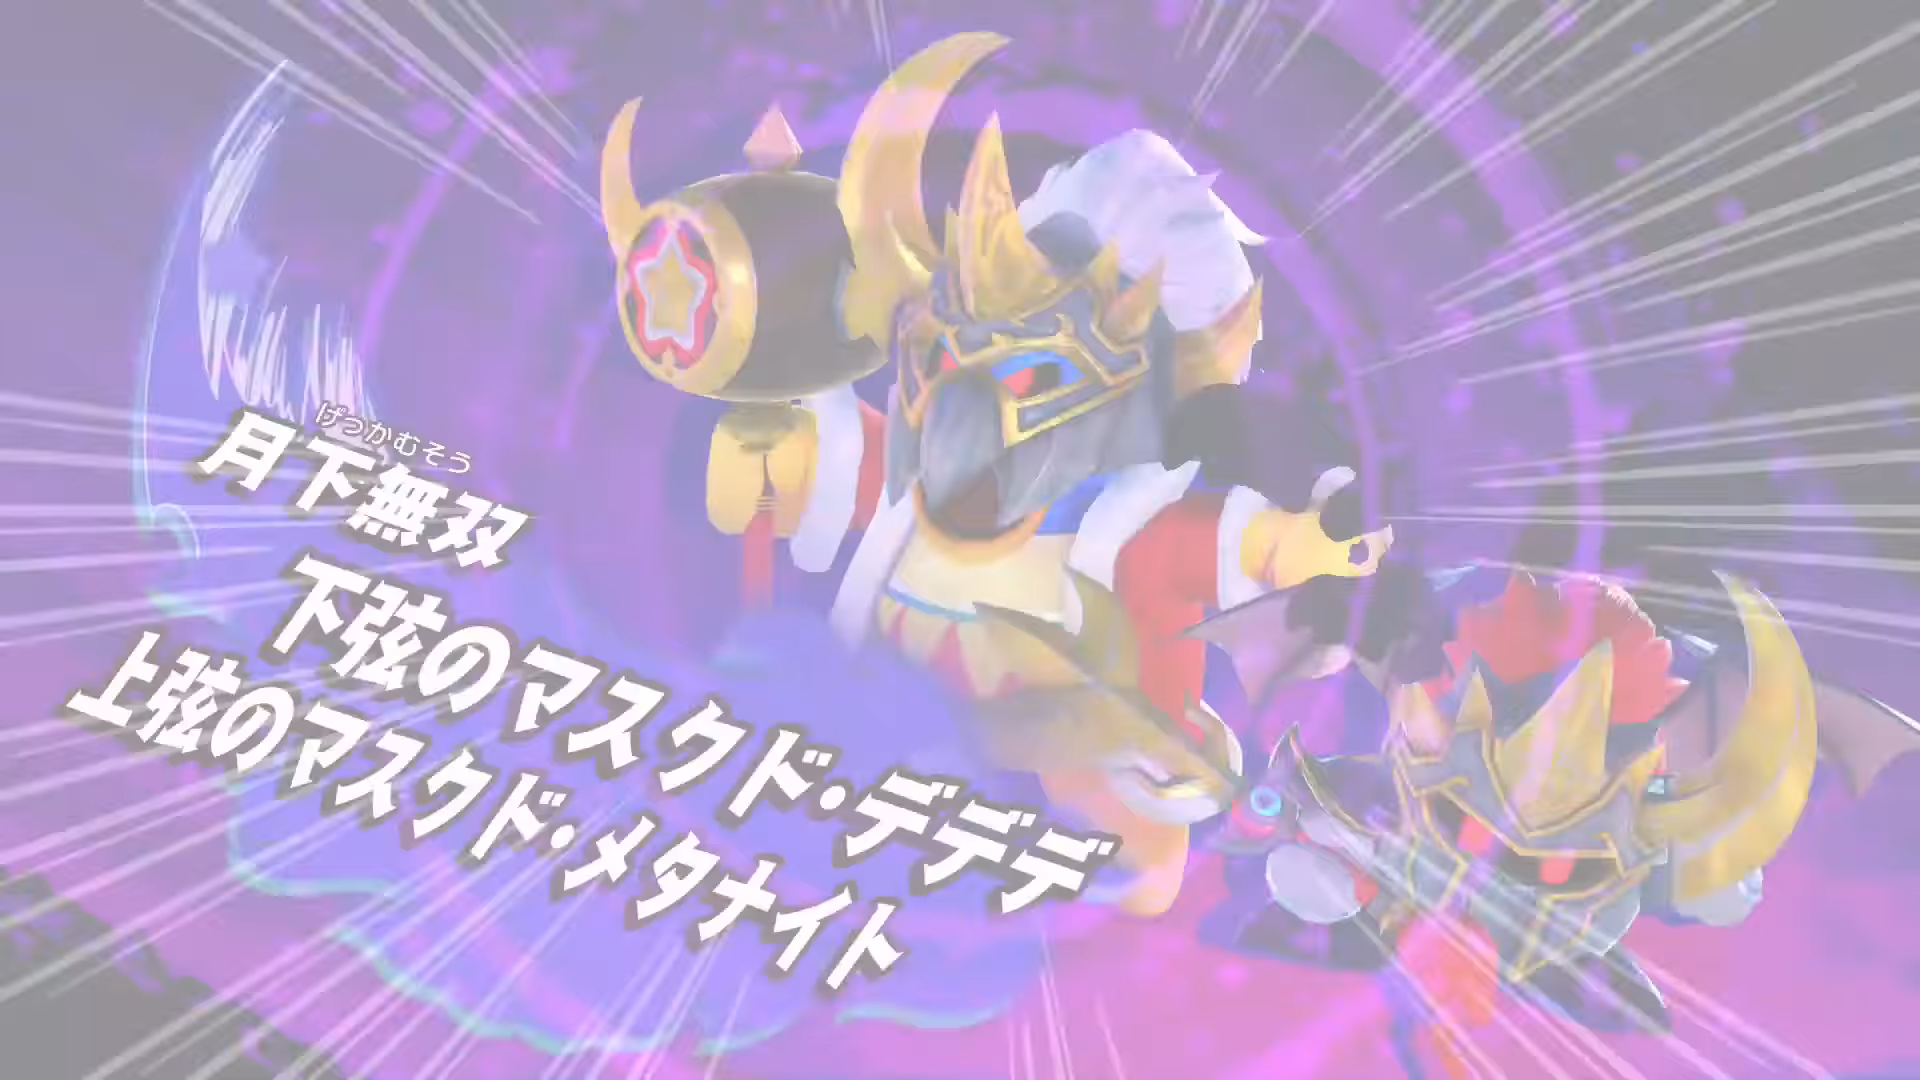 げっかむそう
月下無双
下弦のマスクド・デデデ
上弦のマスクド・メタナイト